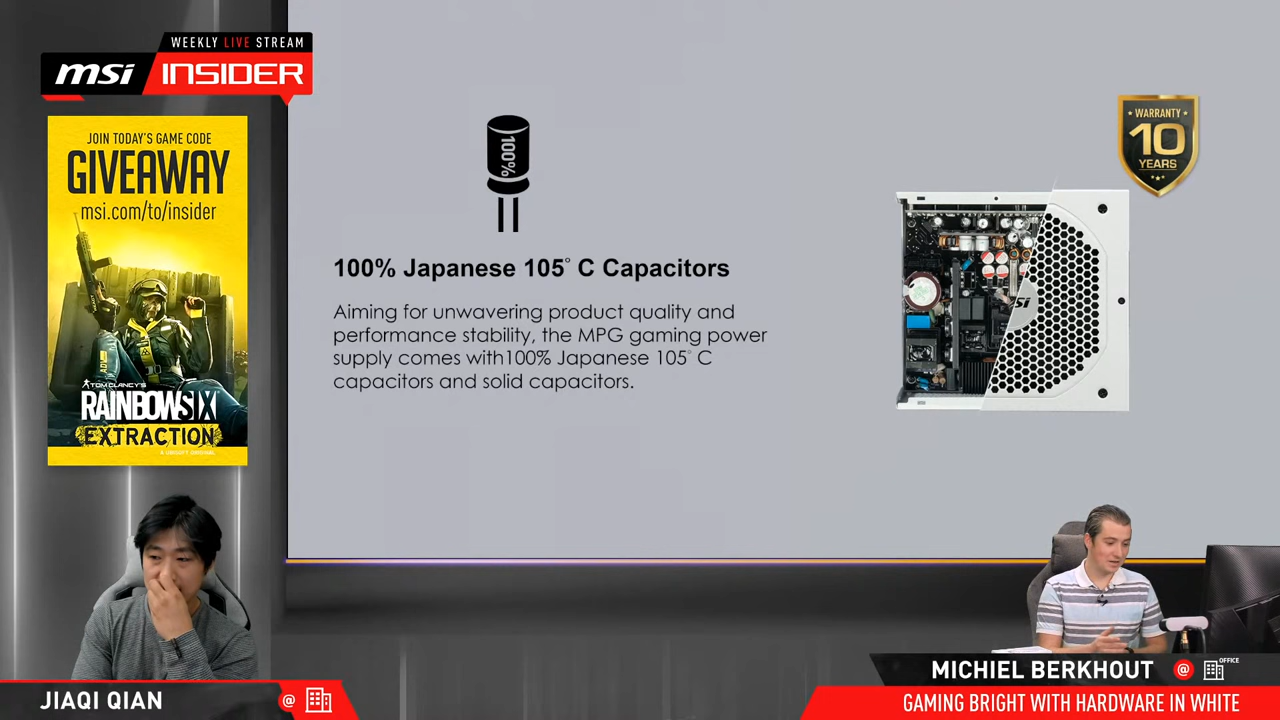 WEEKLY LIVE STREAM
msi INSIDER
JOIN TODAY'S GAME CODE
GIVEAWAY
msi.com/to/insider
TOM CLANCY'S
RAINBOWSIX
EXTRACTION
A UBISOFT ORIGINAL
100%
100% Japanese 105° C Capacitors
Aiming for unwavering product quality and
performance stability, the MPG gaming power
supply comes with100% Japanese 105° C
capacitors and solid capacitors.
WARRANTY
10
YEARS
JIAQI QIAN @
MICHIEL BERKHOUT @ OFFICE
GAMING BRIGHT WITH HARDWARE IN WHITE